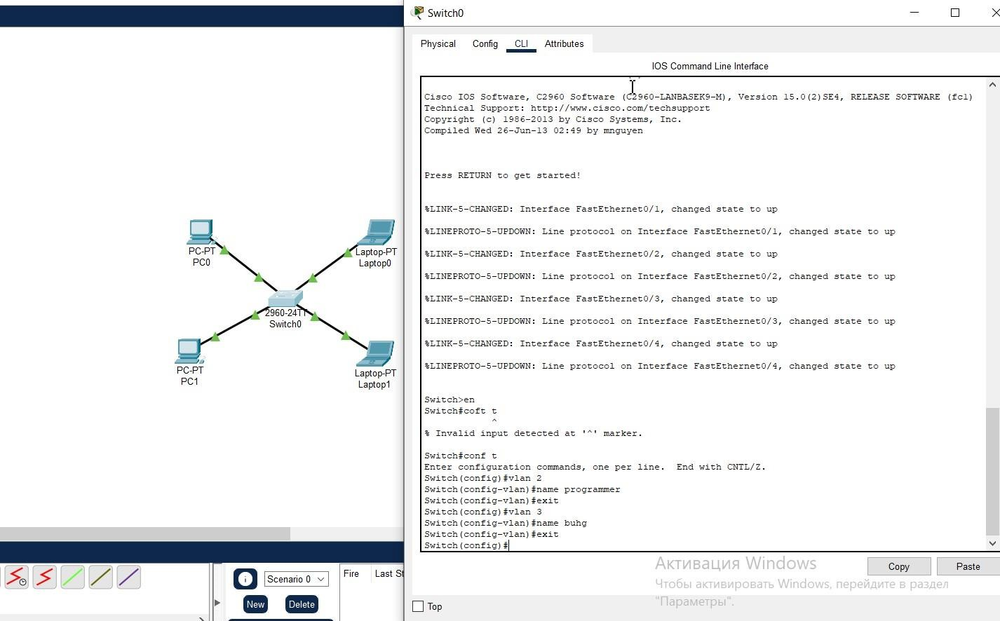 Switch0
Physical
Config
CLI
Attributes
IOS Command Line Interface
Cisco IOS Software, C2960 Software (C2960-LANBASEK9-M), Version 15.0(2)SE4, RELEASE SOFTWARE (fc1)
Technical Support: http://www.cisco.com/techsupport
Copyright (c) 1986-2013 by Cisco Systems, Inc.
Compiled Wed 26-Jun-13 02:49 by mnguyen
Press RETURN to get started!
%LINK-5-CHANGED: Interface FastEthernet0/1, changed state to up
%LINEPROTO-5-UPDOWN: Line protocol on Interface FastEthernet0/1, changed state to up
%LINK-5-CHANGED: Interface FastEthernet0/2, changed state to up
%LINEPROTO-5-UPDOWN: Line protocol on Interface FastEthernet0/2, changed state to up
%LINK-5-CHANGED: Interface FastEthernet0/3, changed state to up
%LINEPROTO-5-UPDOWN: Line protocol on Interface FastEthernet0/3, changed state to up
%LINK-5-CHANGED: Interface FastEthernet0/4, changed state to up
%LINEPROTO-5-UPDOWN: Line protocol on Interface FastEthernet0/4, changed state to up
Switch>en
Switch#coft t
^
% Invalid input detected at '^' marker.
Switch#conf t
Enter configuration commands, one per line.  End with CNTL/Z.
Switch(config)#vlan 2
Switch(config-vlan)#name programmer
Switch(config-vlan)#exit
Switch(config)#vlan 3
Switch(config-vlan)#name buhg
Switch(config-vlan)#exit
Switch(config)#
Copy
Paste
Top
Активация Windows
Чтобы активировать Windows, перейдите в раздел
"Параметры".
PC-PT
PC0
Laptop-PT
Laptop0
2960-24TT
Switch0
PC-PT
PC1
Laptop-PT
Laptop1
Scenario 0
New
Delete
Fire
Last St